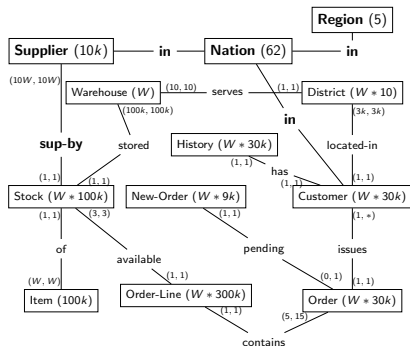 Region (5)
Supplier (10k) in Nation (62) in
(10W, 10W) Warehouse (W) (10, 10) serves (1, 1) District (W * 10)
(100k, 100k) (3k, 3k)
in
sup-by stored History (W * 30k) located-in
(1, 1) has
(1, 1) (1, 1) (1, 1) (1, 1)
Stock (W * 100k) New-Order (W * 9k) Customer (W * 30k)
(1, 1) (3, 3) (1, 1) (1, *)
of available pending issues
(1, 1) (0, 1) (1, 1)
(W, W)
Item (100k) Order-Line (W * 300k) Order (W * 30k)
(1, 1) (5, 15)
contains